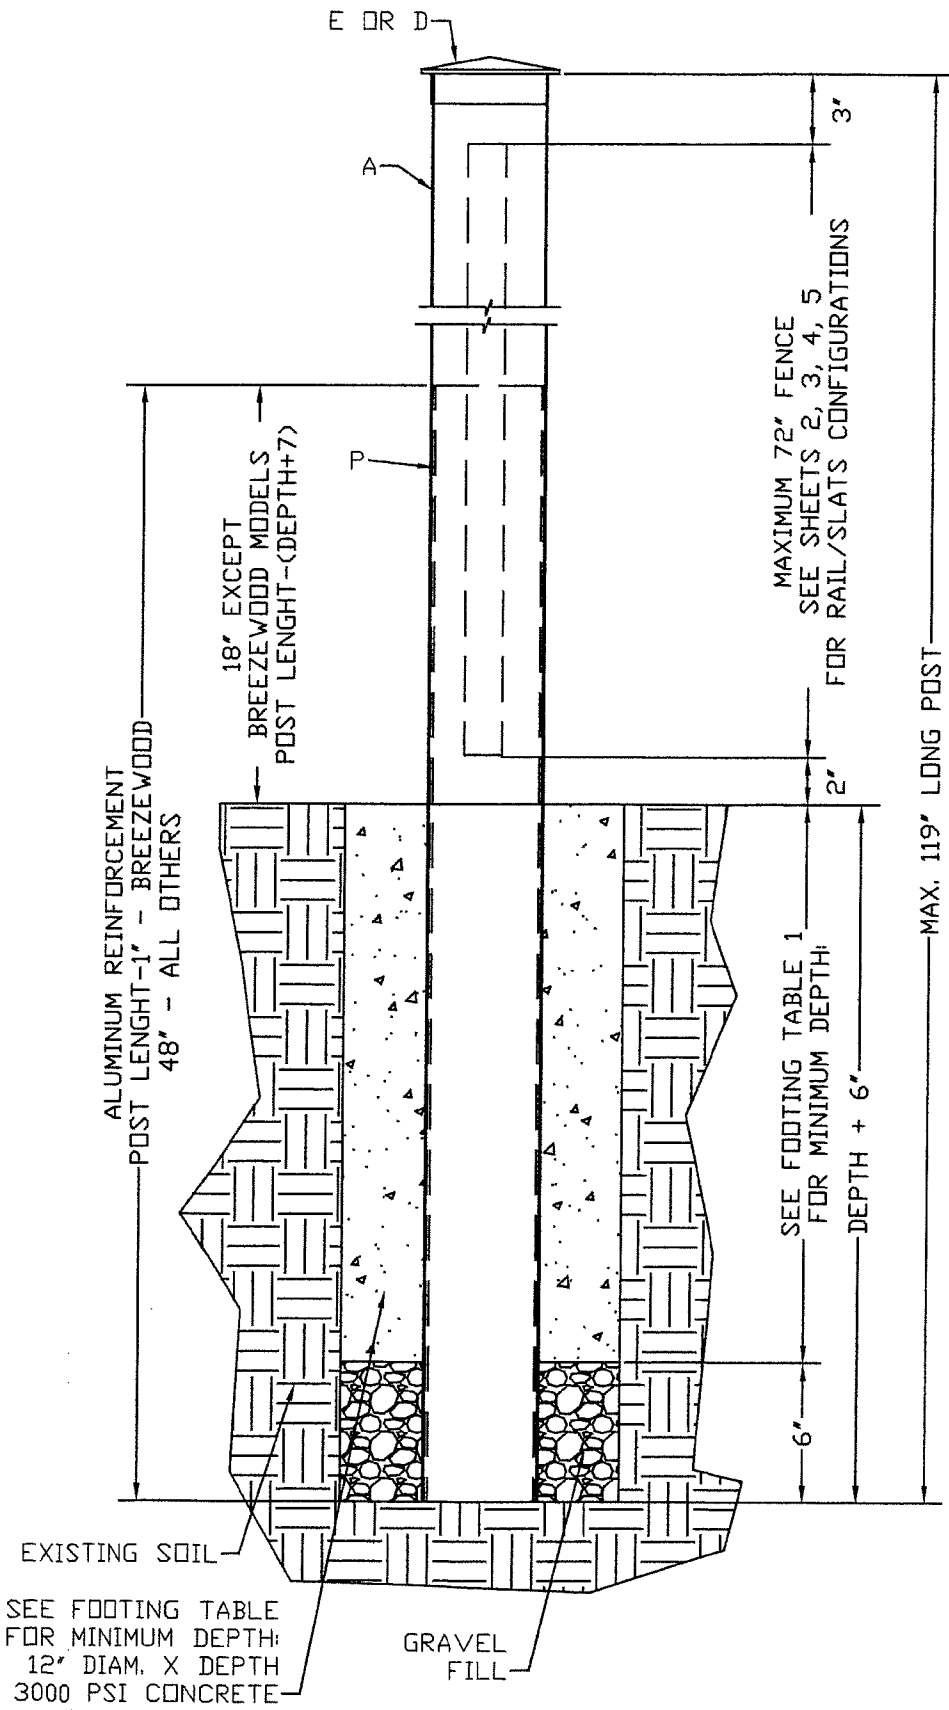 E OR D
3"
A
MAXIMUM 72" FENCE
SEE SHEETS 2, 3, 4, 5
FOR RAIL/SLATS CONFIGURATIONS
P
18" EXCEPT
BREEZEWOOD MODELS
POST LENGHT-(DEPTH+7)
ALUMINUM REINFORCEMENT
POST LENGHT-1" - BREEZEWOOD
48" - ALL OTHERS
2"
MAX. 119" LONG POST
SEE FOOTING TABLE 1
FOR MINIMUM DEPTH:
DEPTH + 6"
6"
EXISTING SOIL
SEE FOOTING TABLE
FOR MINIMUM DEPTH:
12" DIAM. X DEPTH
3000 PSI CONCRETE
GRAVEL
FILL